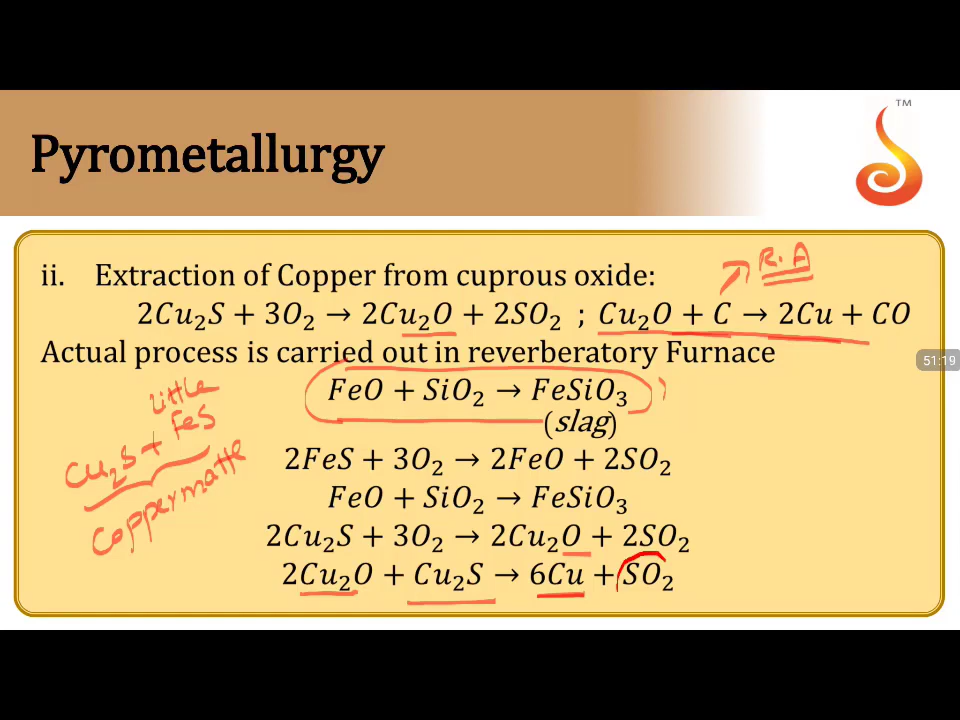 TM
Pyrometallurgy
R.A
ii. Extraction of Copper from cuprous oxide:
2Cu₂S + 3O₂ → 2Cu₂O + 2SO₂ ; Cu₂O + C → 2Cu + CO
Actual process is carried out in reverberatory Furnace
51:19
FeO + SiO₂ → FeSiO₃
(slag)
little
Cu₂S + FeS
Coppermatte
2FeS + 3O₂ → 2FeO + 2SO₂
FeO + SiO₂ → FeSiO₃
2Cu₂S + 3O₂ → 2Cu₂O + 2SO₂
2Cu₂O + Cu₂S → 6Cu + SO₂